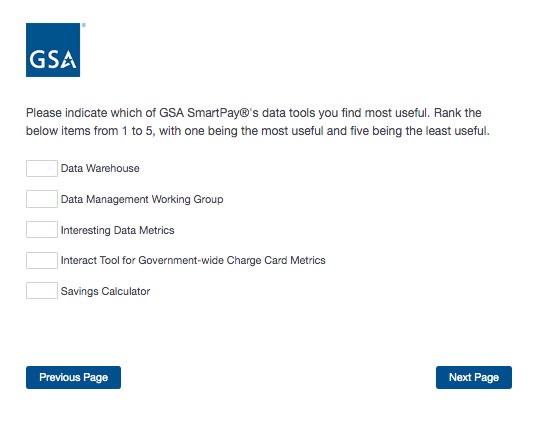 GSA
Please indicate which of GSA SmartPay®'s data tools you find most useful. Rank the
below items from 1 to 5, with one being the most useful and five being the least useful.
Data Warehouse
Data Management Working Group
Interesting Data Metrics
Interact Tool for Government-wide Charge Card Metrics
Savings Calculator
Previous Page
Next Page